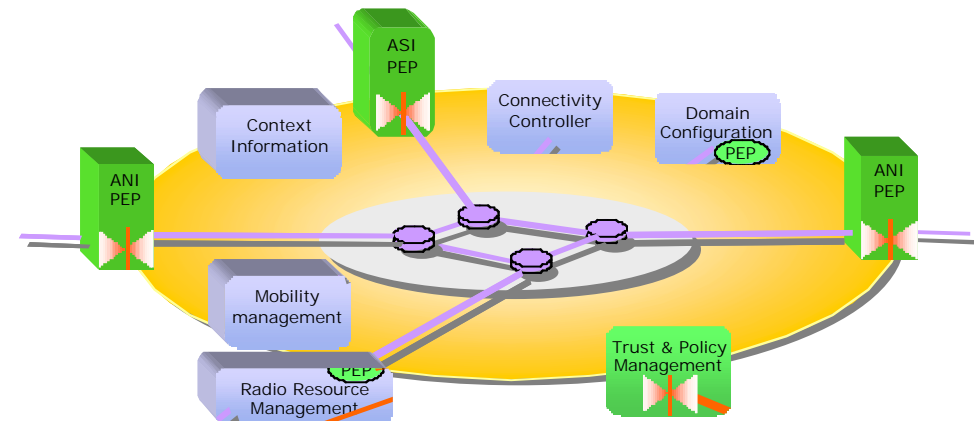 ASI
PEP
Connectivity
Controller
Domain
Configuration
PEP
Context
Information
ANI
PEP
ANI
PEP
Mobility
management
Trust & Policy
Management
PEP
Radio Resource
Management